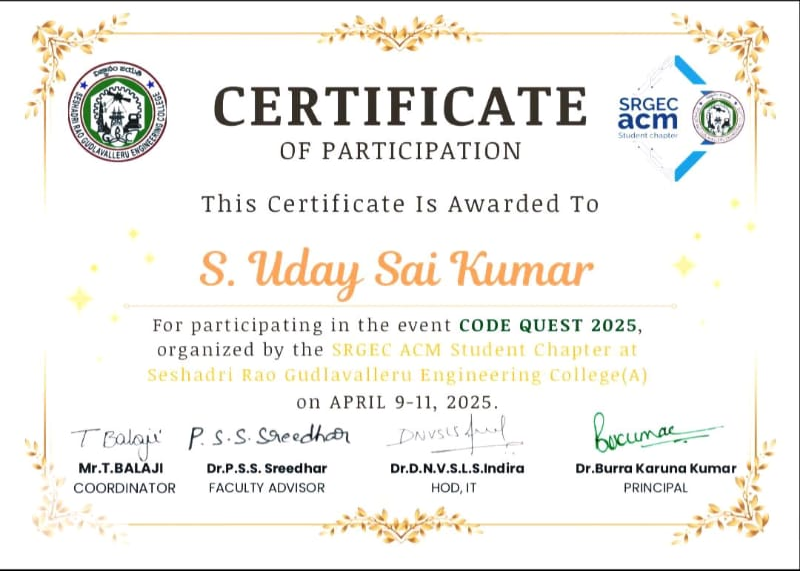 విజ్ఞానం జయతి
SESHADRI RAO GUDLAVALLERU ENGINEERING COLLEGE
SRGEC
acm
Student chapter
CERTIFICATE
OF PARTICIPATION
This Certificate Is Awarded To
S. Uday Sai Kumar
For participating in the event CODE QUEST 2025,
organized by the SRGEC ACM Student Chapter at
Seshadri Rao Gudlavalleru Engineering College(A)
on APRIL 9-11, 2025.
T Balaji P. S. S. Sreedhar
Mr.T.BALAJI Dr.P.S.S. Sreedhar Dr.D.N.V.S.L.S.Indira Dr.Burra Karuna Kumar
COORDINATOR FACULTY ADVISOR HOD, IT PRINCIPAL